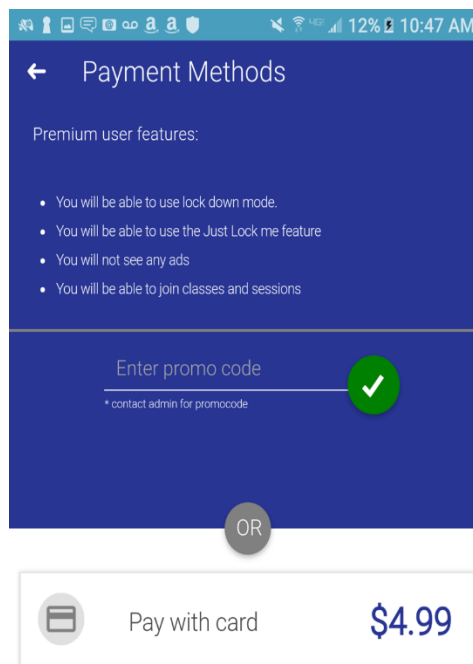 12% 10:47 AM
Payment Methods
Premium user features:
You will be able to use lock down mode.
You will be able to use the Just Lock me feature
You will not see any ads
You will be able to join classes and sessions
Enter promo code
* contact admin for promocode
OR
Pay with card $4.99